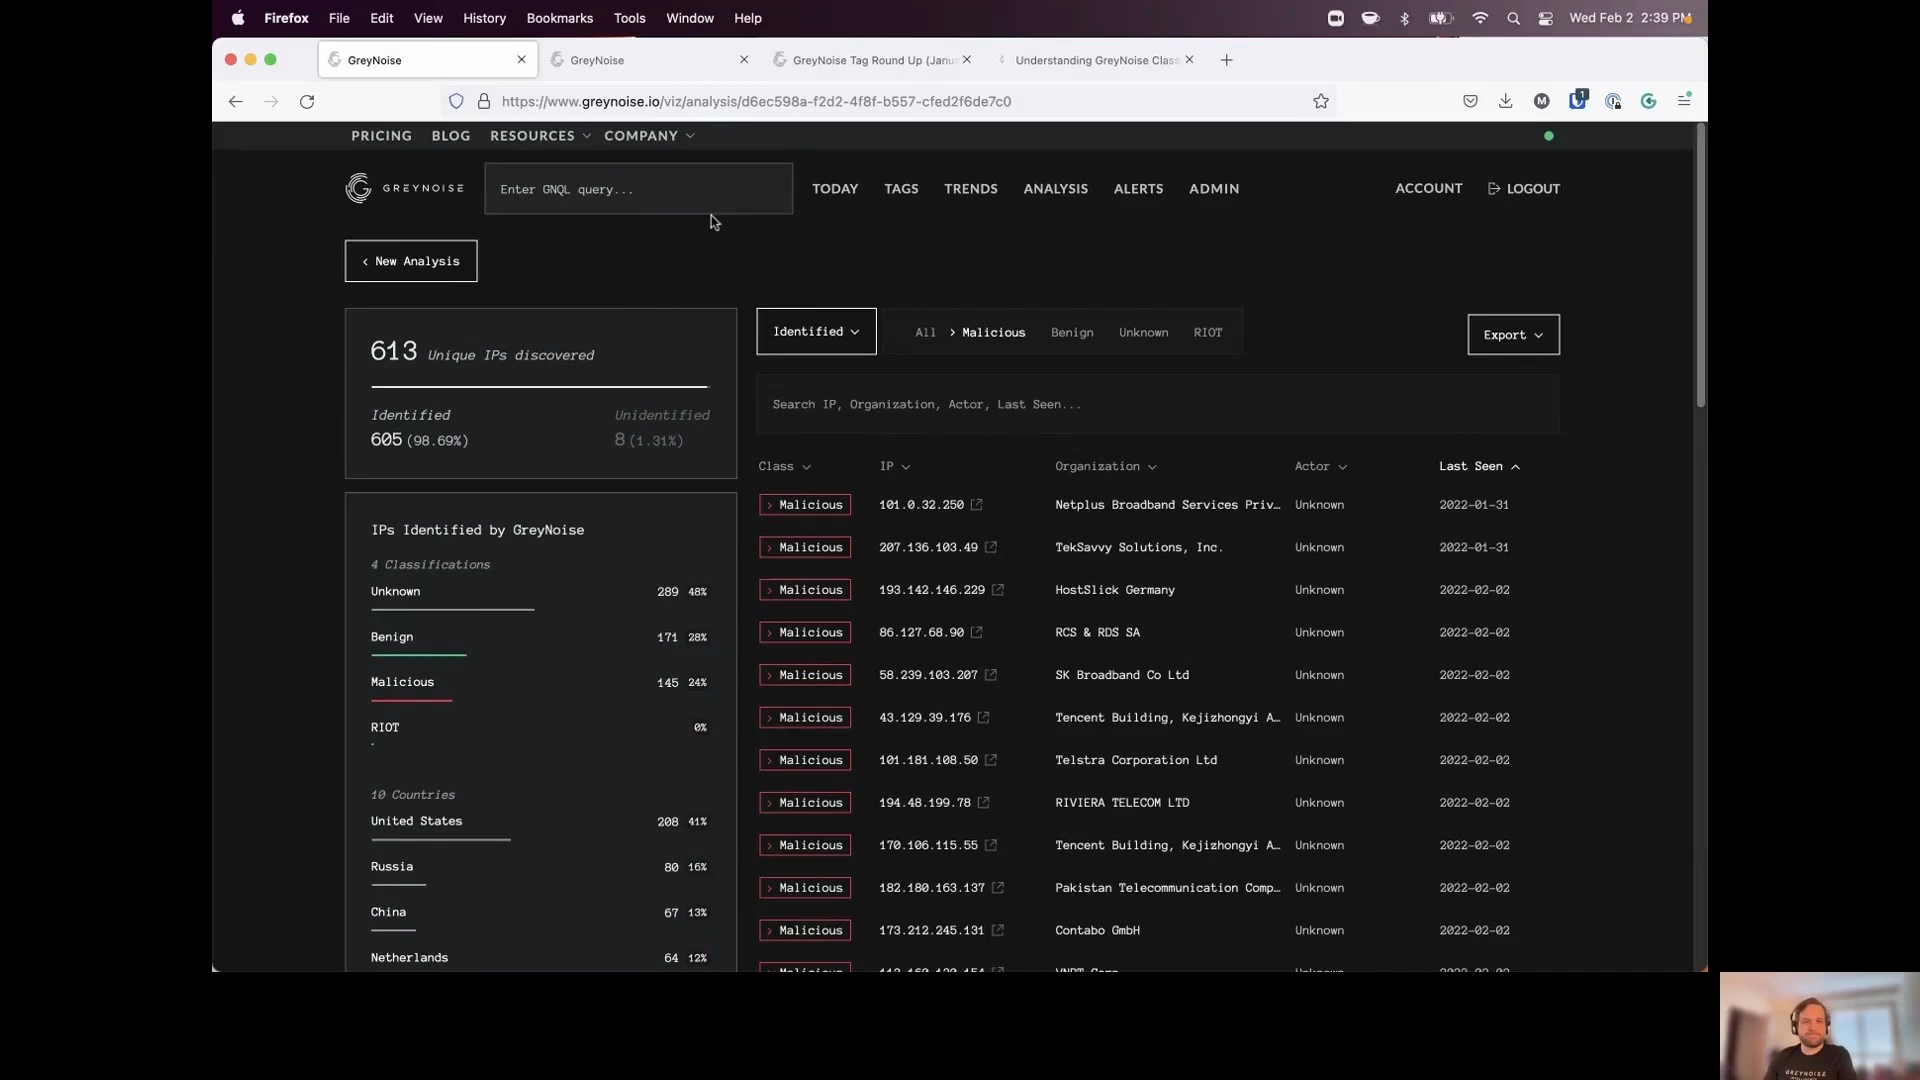 Firefox File Edit View History Bookmarks Tools Window Help
Wed Feb 2 2:39 PM
GreyNoise
GreyNoise
GreyNoise Tag Round Up (Janua
Understanding GreyNoise Clas
https://www.greynoise.io/viz/analysis/d6ec598a-f2d2-4f8f-b557-cfed2f6de7c0
M
1
PRICING BLOG RESOURCES COMPANY
GREYNOISE
Enter GNQL query...
TODAY TAGS TRENDS ANALYSIS ALERTS ADMIN
ACCOUNT LOGOUT
‹ New Analysis
613 Unique IPs discovered
Identified Unidentified
605 (98.69%) 8 (1.31%)
IPs Identified by GreyNoise
4 Classifications
Unknown 289 48%
Benign 171 28%
Malicious 145 24%
RIOT 0%
10 Countries
United States 208 41%
Russia 80 16%
China 67 13%
Netherlands 64 12%
Identified
All › Malicious Benign Unknown RIOT
Export
Search IP, Organization, Actor, Last Seen...
Class IP Organization Actor Last Seen
› Malicious 101.0.32.250 Netplus Broadband Services Priv… Unknown 2022-01-31
› Malicious 207.136.103.49 TekSavvy Solutions, Inc. Unknown 2022-01-31
› Malicious 193.142.146.229 HostSlick Germany Unknown 2022-02-02
› Malicious 86.127.68.90 RCS & RDS SA Unknown 2022-02-02
› Malicious 58.239.103.207 SK Broadband Co Ltd Unknown 2022-02-02
› Malicious 43.129.39.176 Tencent Building, Kejizhongyi A… Unknown 2022-02-02
› Malicious 101.181.108.50 Telstra Corporation Ltd Unknown 2022-02-02
› Malicious 194.48.199.78 RIVIERA TELECOM LTD Unknown 2022-02-02
› Malicious 170.106.115.55 Tencent Building, Kejizhongyi A… Unknown 2022-02-02
› Malicious 182.180.163.137 Pakistan Telecommunication Comp… Unknown 2022-02-02
› Malicious 173.212.245.131 Contabo GmbH Unknown 2022-02-02
GREYNOISE